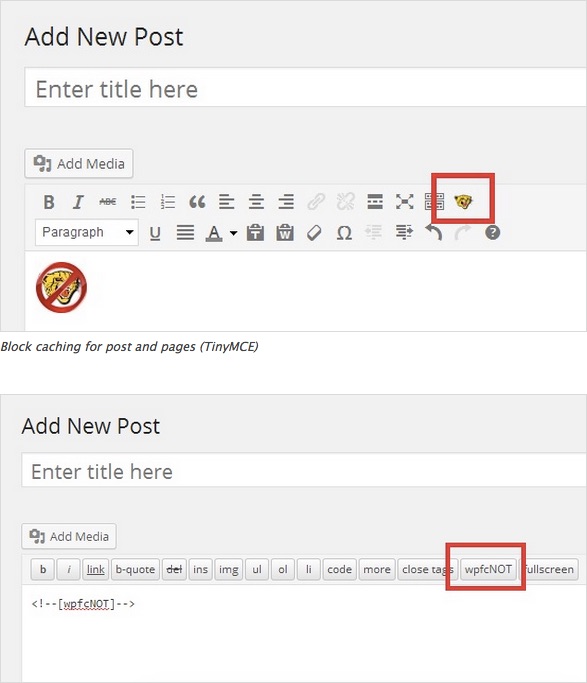 Add New Post
Enter title here
Add Media
B I ABC
Paragraph U A T W Ω ?
Block caching for post and pages (TinyMCE)
Add New Post
Enter title here
Add Media
b i link b-quote del ins img ul ol li code more close tags wpfcNOT fullscreen
<!--[wpfcNOT]-->